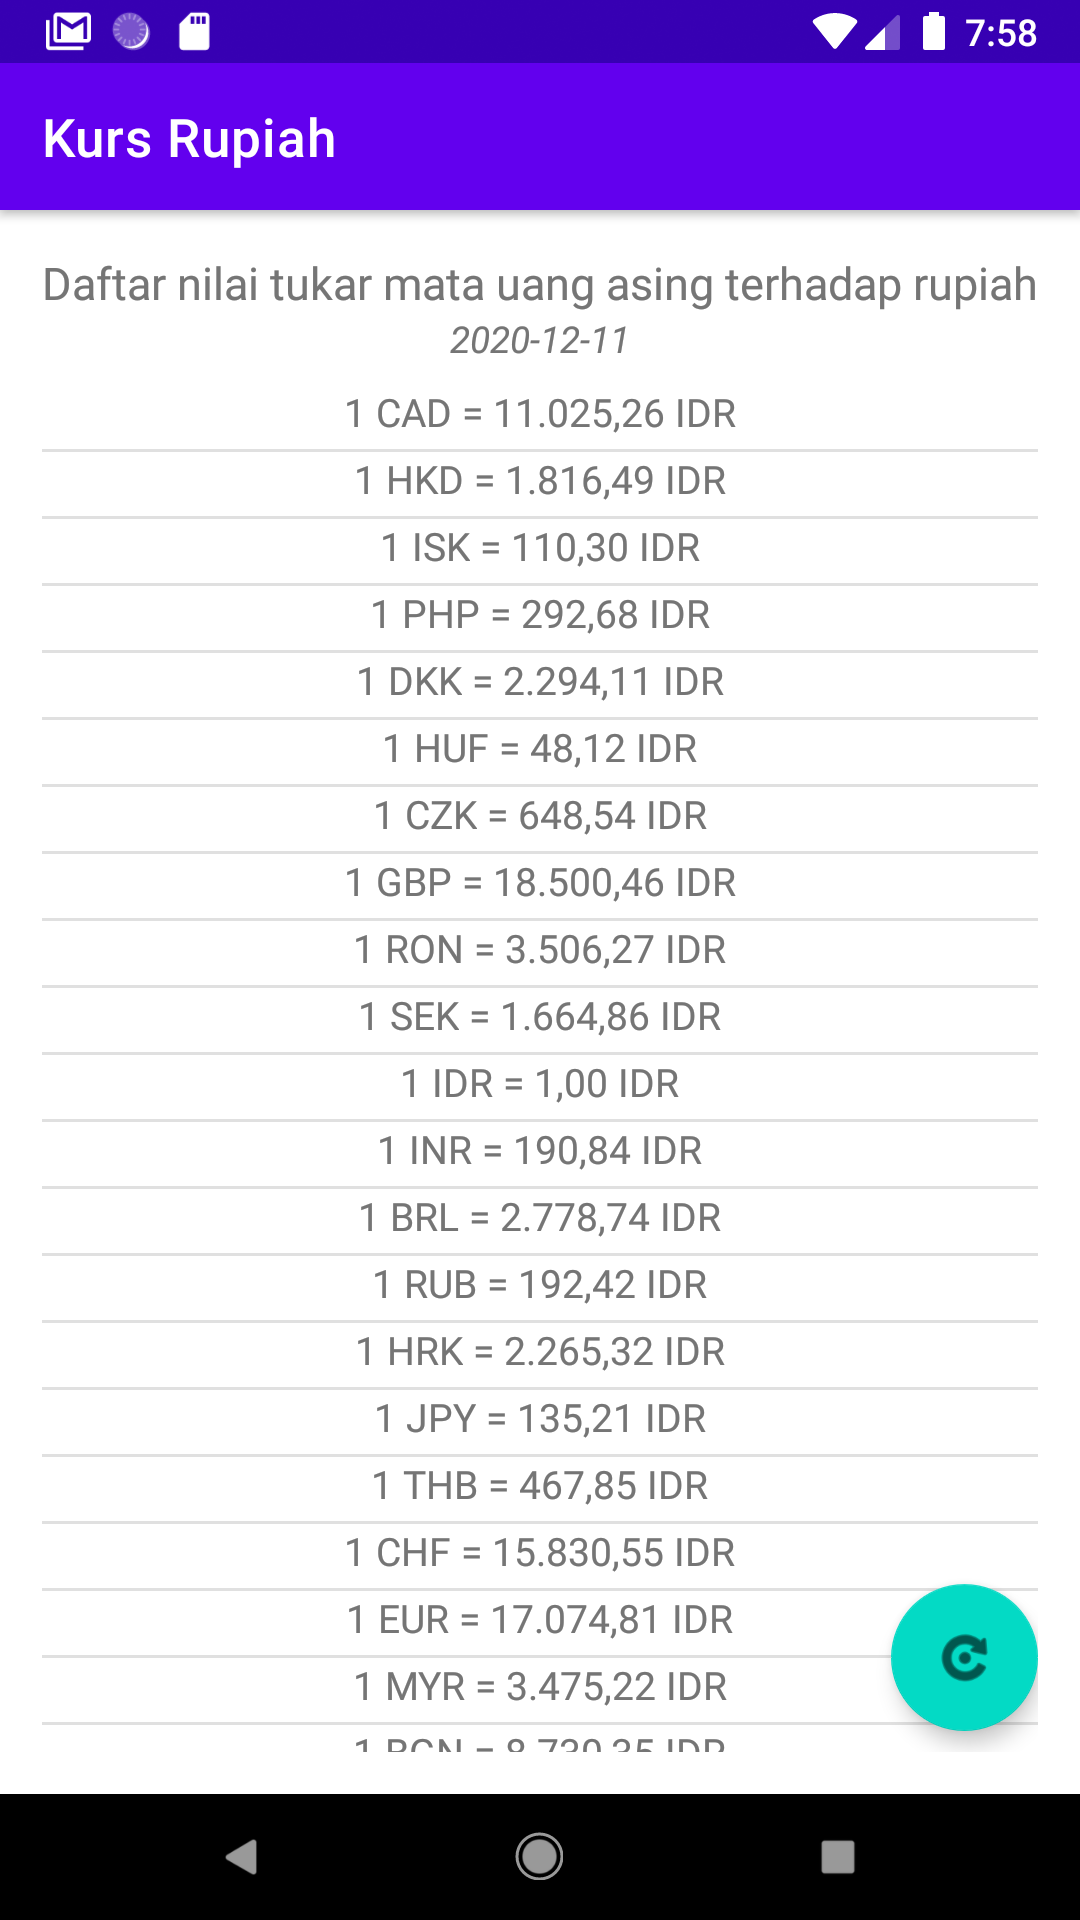 7:58
Kurs Rupiah
Daftar nilai tukar mata uang asing terhadap rupiah
2020-12-11
1 CAD = 11.025,26 IDR
1 HKD = 1.816,49 IDR
1 ISK = 110,30 IDR
1 PHP = 292,68 IDR
1 DKK = 2.294,11 IDR
1 HUF = 48,12 IDR
1 CZK = 648,54 IDR
1 GBP = 18.500,46 IDR
1 RON = 3.506,27 IDR
1 SEK = 1.664,86 IDR
1 IDR = 1,00 IDR
1 INR = 190,84 IDR
1 BRL = 2.778,74 IDR
1 RUB = 192,42 IDR
1 HRK = 2.265,32 IDR
1 JPY = 135,21 IDR
1 THB = 467,85 IDR
1 CHF = 15.830,55 IDR
1 EUR = 17.074,81 IDR
1 MYR = 3.475,22 IDR